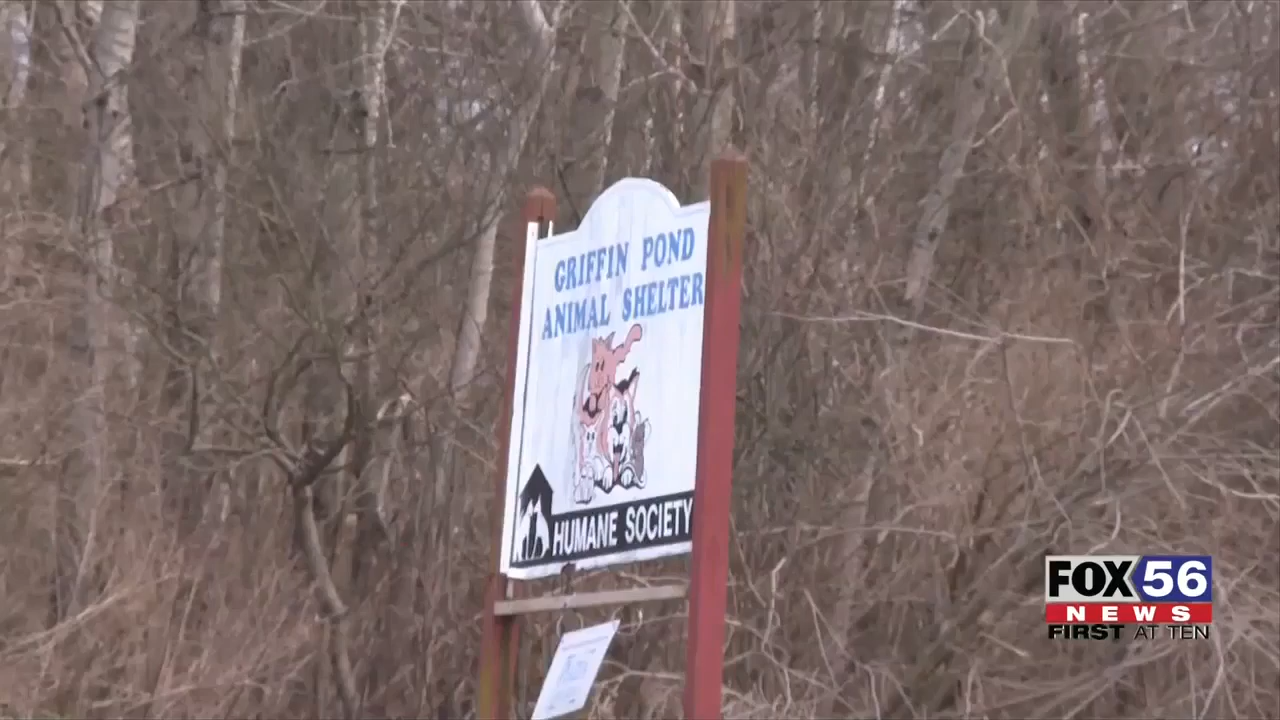 GRIFFIN POND
ANIMAL SHELTER
HUMANE SOCIETY
FOX 56
NEWS
FIRST AT TEN